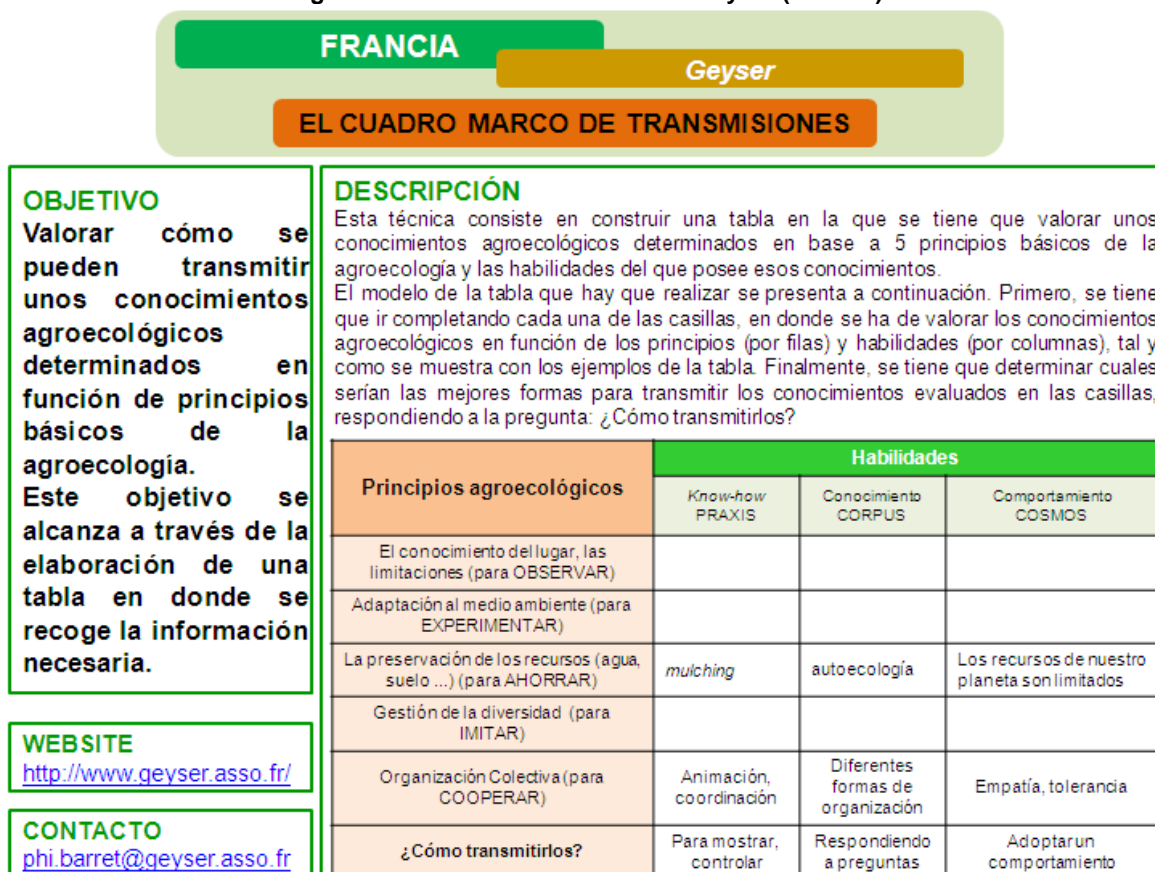 FRANCIA
Geyser
EL CUADRO MARCO DE TRANSMISIONES
OBJETIVO
Valorar cómo se
pueden transmitir
unos conocimientos
agroecológicos
determinados en
función de principios
básicos de la
agroecología.
Este objetivo se
alcanza a través de la
elaboración de una
tabla en donde se
recoge la información
necesaria.
WEBSITE
http://www.geyser.asso.fr/
CONTACTO
phi.barret@geyser.asso.fr
DESCRIPCIÓN
Esta técnica consiste en construir una tabla en la que se tiene que valorar unos
conocimientos agroecológicos determinados en base a 5 principios básicos de la
agroecología y las habilidades del que posee esos conocimientos.
El modelo de la tabla que hay que realizar se presenta a continuación. Primero, se tiene
que ir completando cada una de las casillas, en donde se ha de valorar los conocimientos
agroecológicos en función de los principios (por filas) y habilidades (por columnas), tal y
como se muestra con los ejemplos de la tabla. Finalmente, se tiene que determinar cuales
serían las mejores formas para transmitir los conocimientos evaluados en las casillas,
respondiendo a la pregunta: ¿Cómo transmitirlos?
Principios agroecológicos
Habilidades
Know-how
PRAXIS
Conocimiento
CORPUS
Comportamiento
COSMOS
El conocimiento del lugar, las
limitaciones (para OBSERVAR)
Adaptación al medio ambiente (para
EXPERIMENTAR)
La preservación de los recursos (agua,
suelo ...) (para AHORRAR)
mulching
autoecología
Los recursos de nuestro
planeta son limitados
Gestión de la diversidad (para
IMITAR)
Organización Colectiva (para
COOPERAR)
Animación,
coordinación
Diferentes
formas de
organización
Empatía, tolerancia
¿Cómo transmitirlos?
Para mostrar,
controlar
Respondiendo
a preguntas
Adoptar un
comportamiento